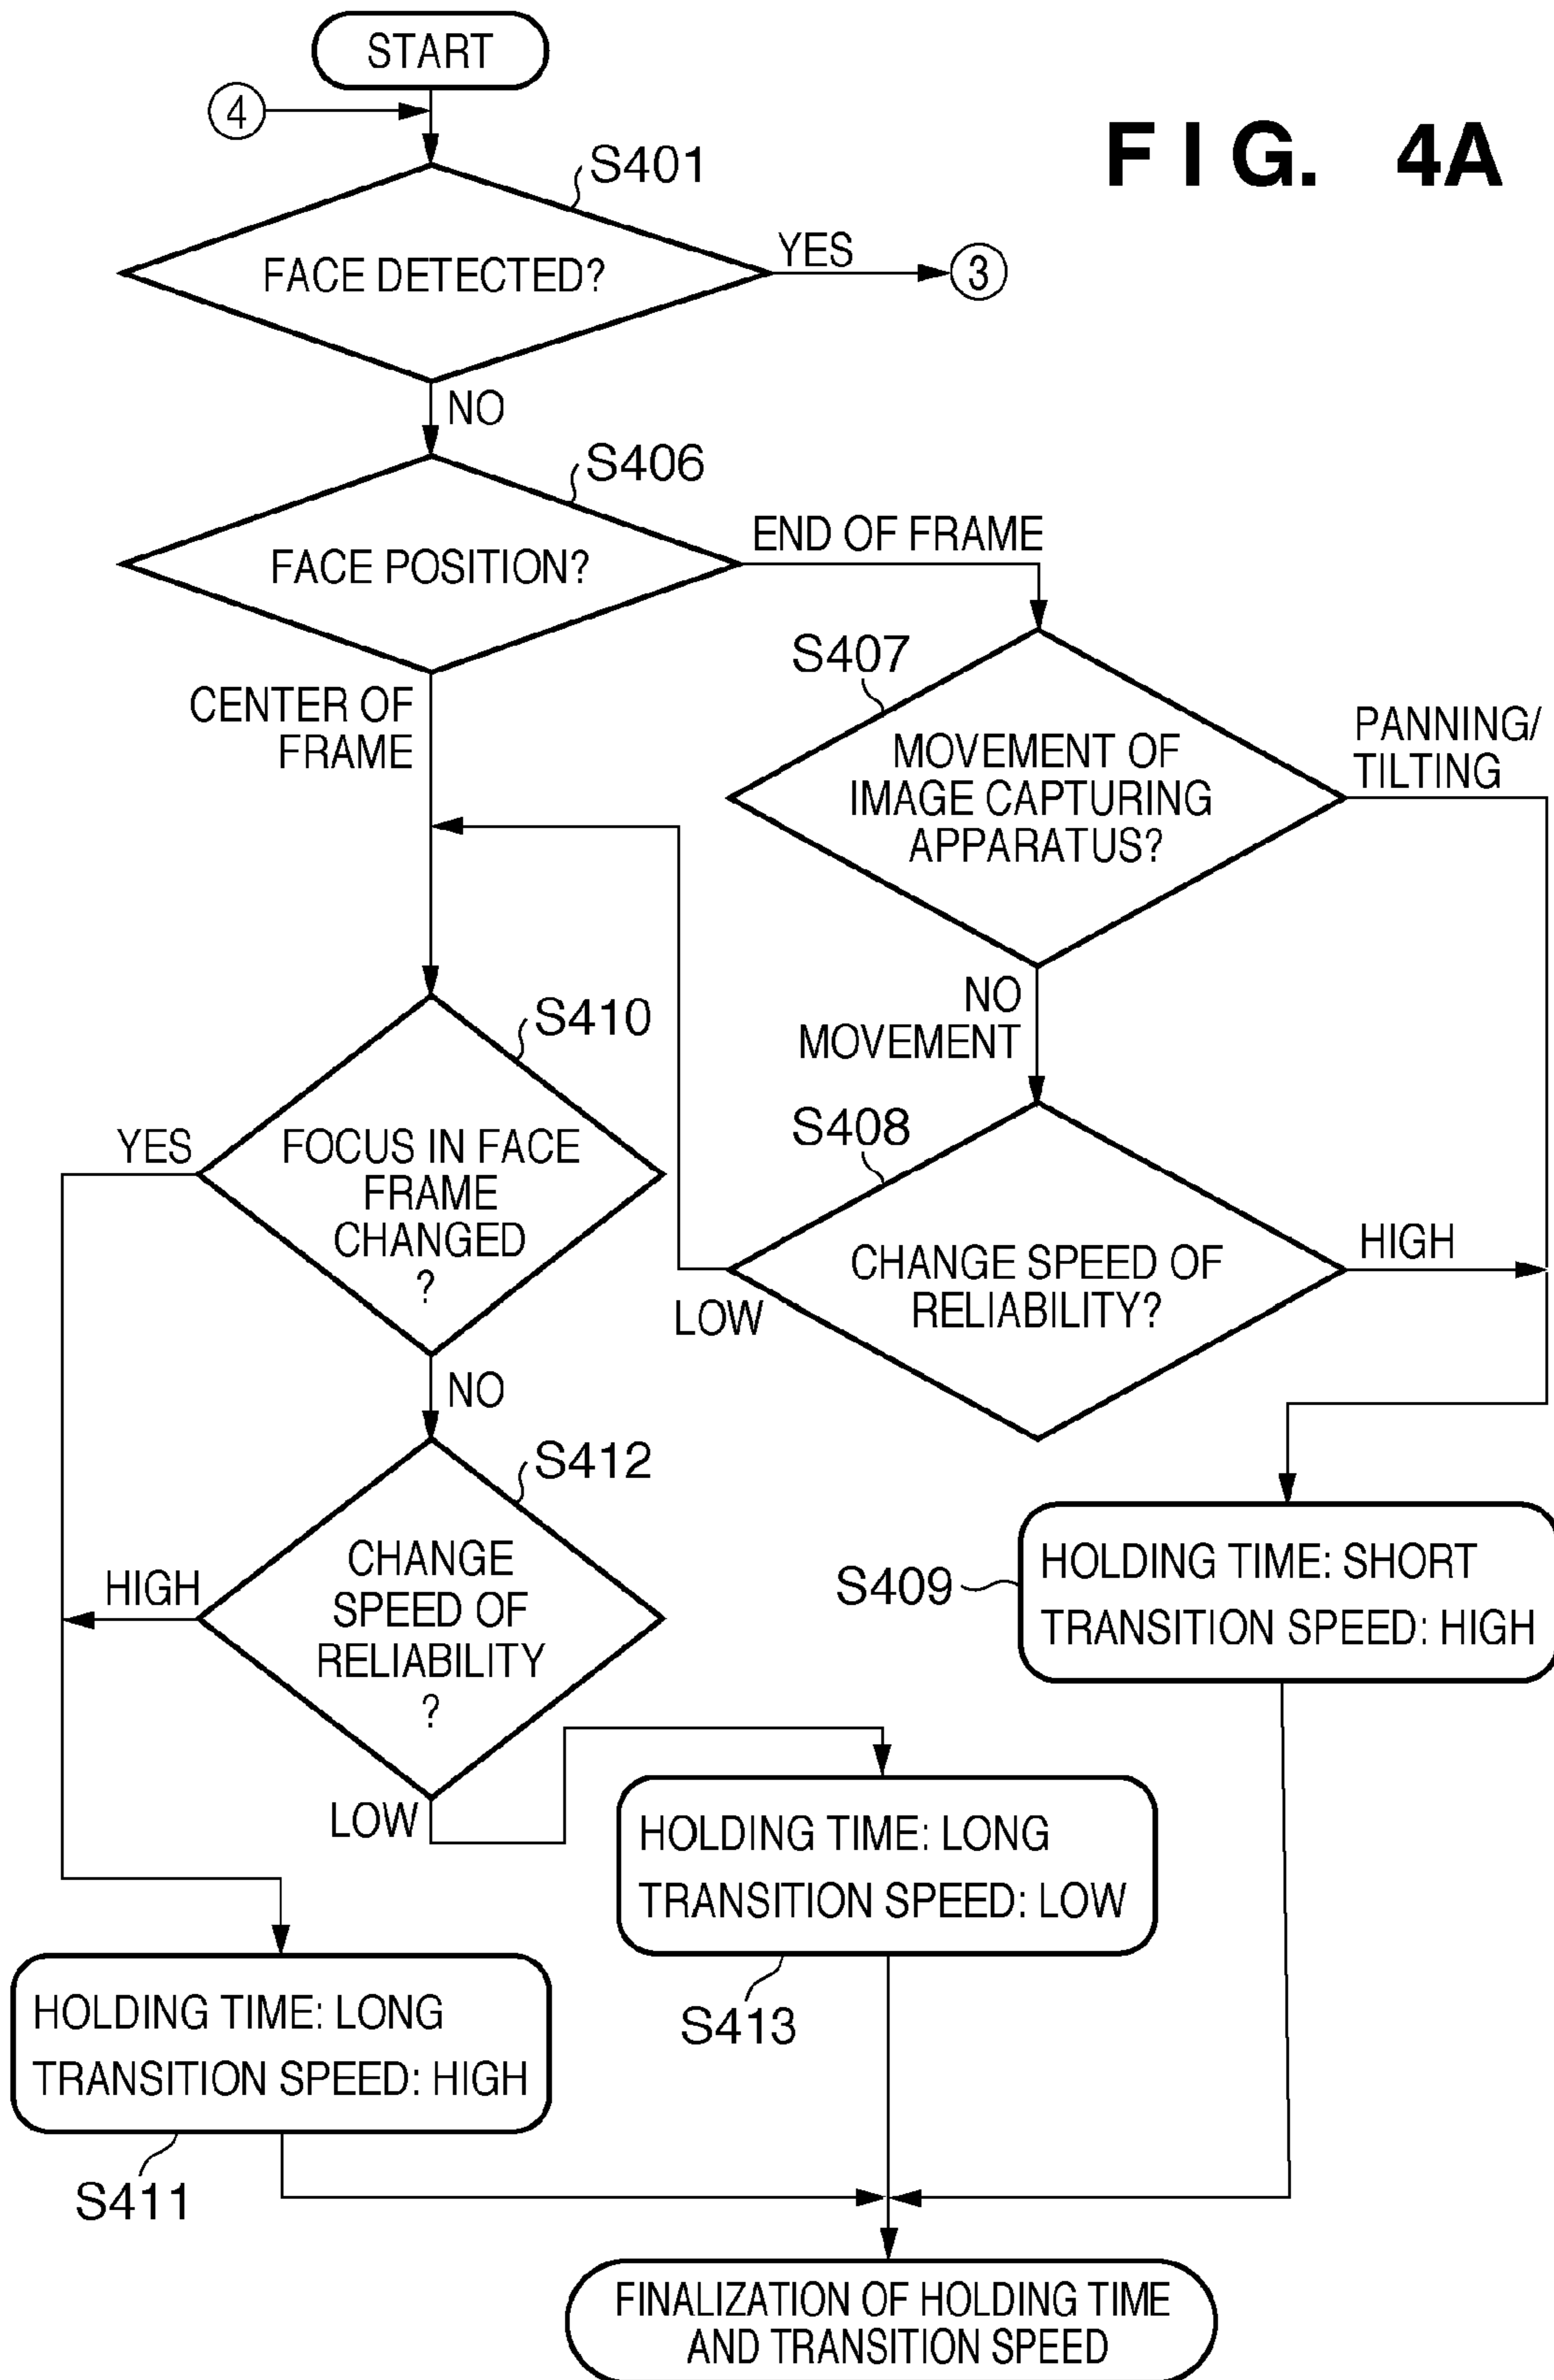 START
4
FIG. 4A
S401
FACE DETECTED?
YES
3
NO
S406
FACE POSITION?
END OF FRAME
CENTER OF
FRAME
S407
MOVEMENT OF
IMAGE CAPTURING
APPARATUS?
PANNING/
TILTING
NO
MOVEMENT
S410
FOCUS IN FACE
FRAME
CHANGED
?
YES
NO
S408
CHANGE SPEED OF
RELIABILITY?
HIGH
LOW
S412
CHANGE
SPEED OF
RELIABILITY
?
HIGH
LOW
S409
HOLDING TIME: SHORT
TRANSITION SPEED: HIGH
HOLDING TIME: LONG
TRANSITION SPEED: LOW
S413
HOLDING TIME: LONG
TRANSITION SPEED: HIGH
S411
FINALIZATION OF HOLDING TIME
AND TRANSITION SPEED